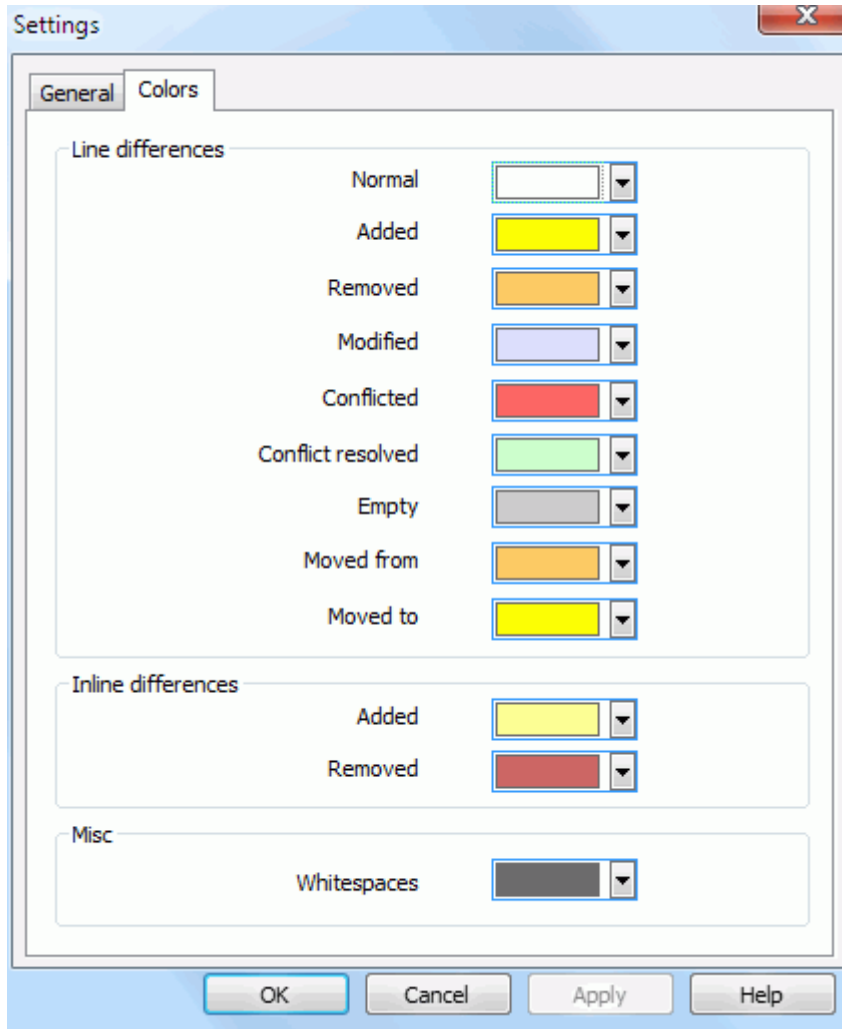 Settings
General Colors
Line differences
Normal
Added
Removed
Modified
Conflicted
Conflict resolved
Empty
Moved from
Moved to
Inline differences
Added
Removed
Misc
Whitespaces
OK Cancel Apply Help